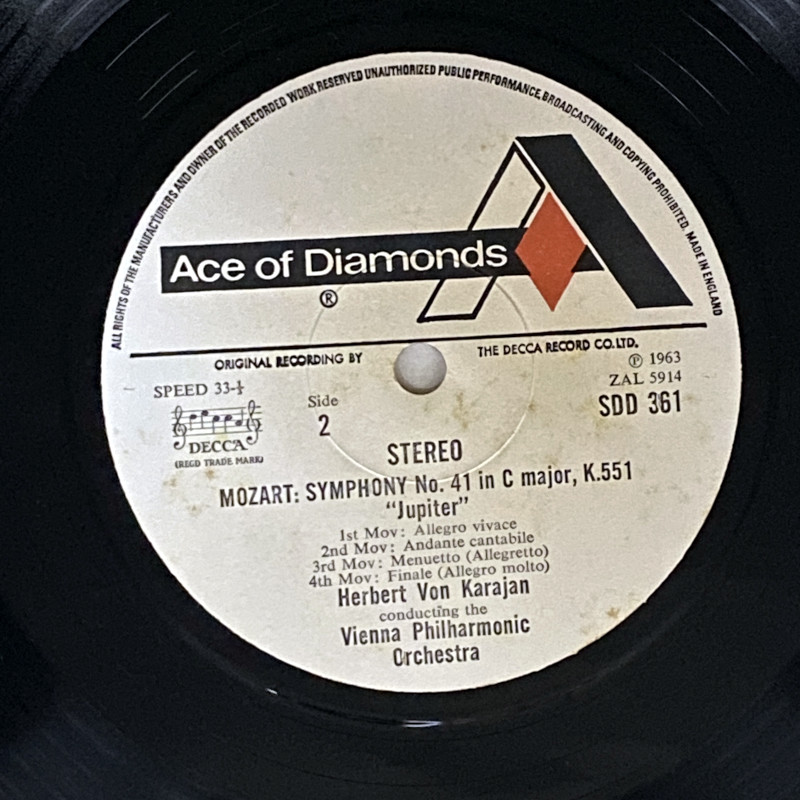 ALL RIGHTS OF THE MANUFACTURERS AND OWNER OF THE RECORDED WORK RESERVED UNAUTHORIZED PUBLIC PERFORMANCE, BROADCASTING AND COPYING PROHIBITED. MADE IN ENGLAND
Ace of Diamonds
®
ORIGINAL RECORDING BY THE DECCA RECORD CO. LTD.
SPEED 33-⅓
℗ 1963
ZAL 5914
SDD 361
DECCA
(REGD TRADE MARK)
Side
2
STEREO
MOZART: SYMPHONY No. 41 in C major, K.551
"Jupiter"
1st Mov: Allegro vivace
2nd Mov: Andante cantabile
3rd Mov: Menuetto (Allegretto)
4th Mov: Finale (Allegro molto)
Herbert Von Karajan
conducting the
Vienna Philharmonic
Orchestra